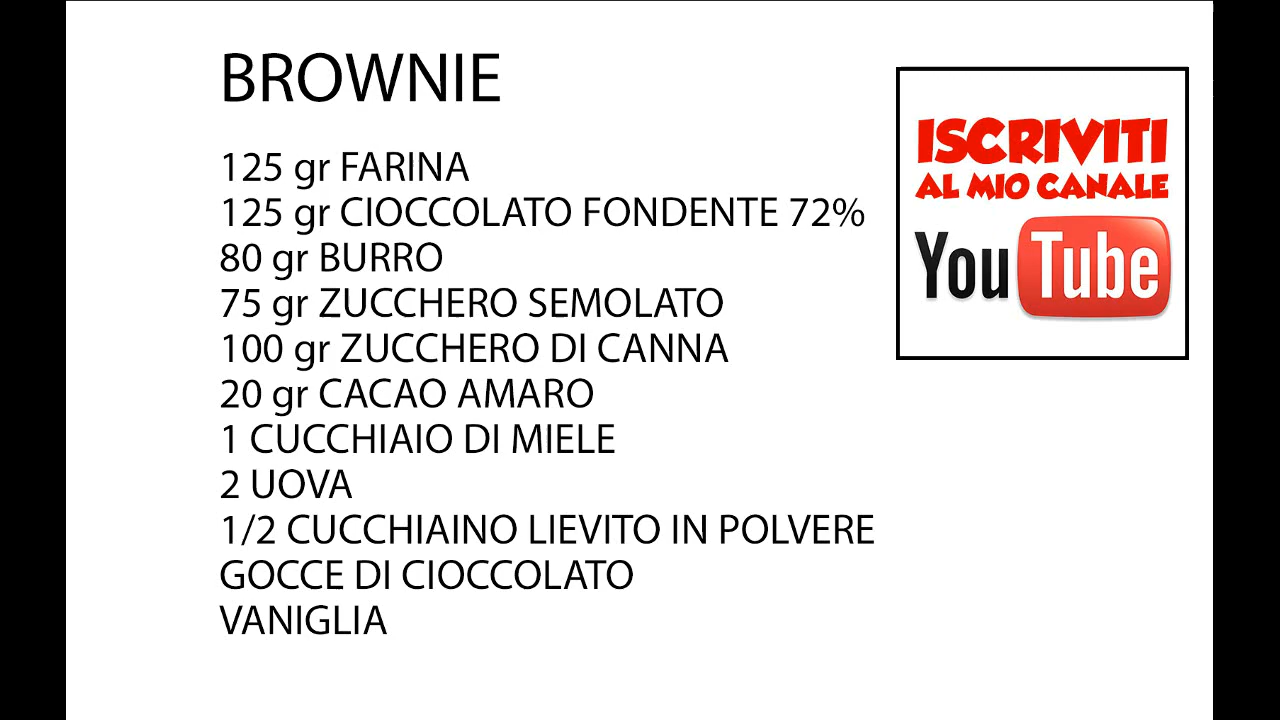 BROWNIE
125 gr FARINA
125 gr CIOCCOLATO FONDENTE 72%
80 gr BURRO
75 gr ZUCCHERO SEMOLATO
100 gr ZUCCHERO DI CANNA
20 gr CACAO AMARO
1 CUCCHIAIO DI MIELE
2 UOVA
1/2 CUCCHIAINO LIEVITO IN POLVERE
GOCCE DI CIOCCOLATO
VANIGLIA
ISCRIVITI
AL MIO CANALE
YouTube